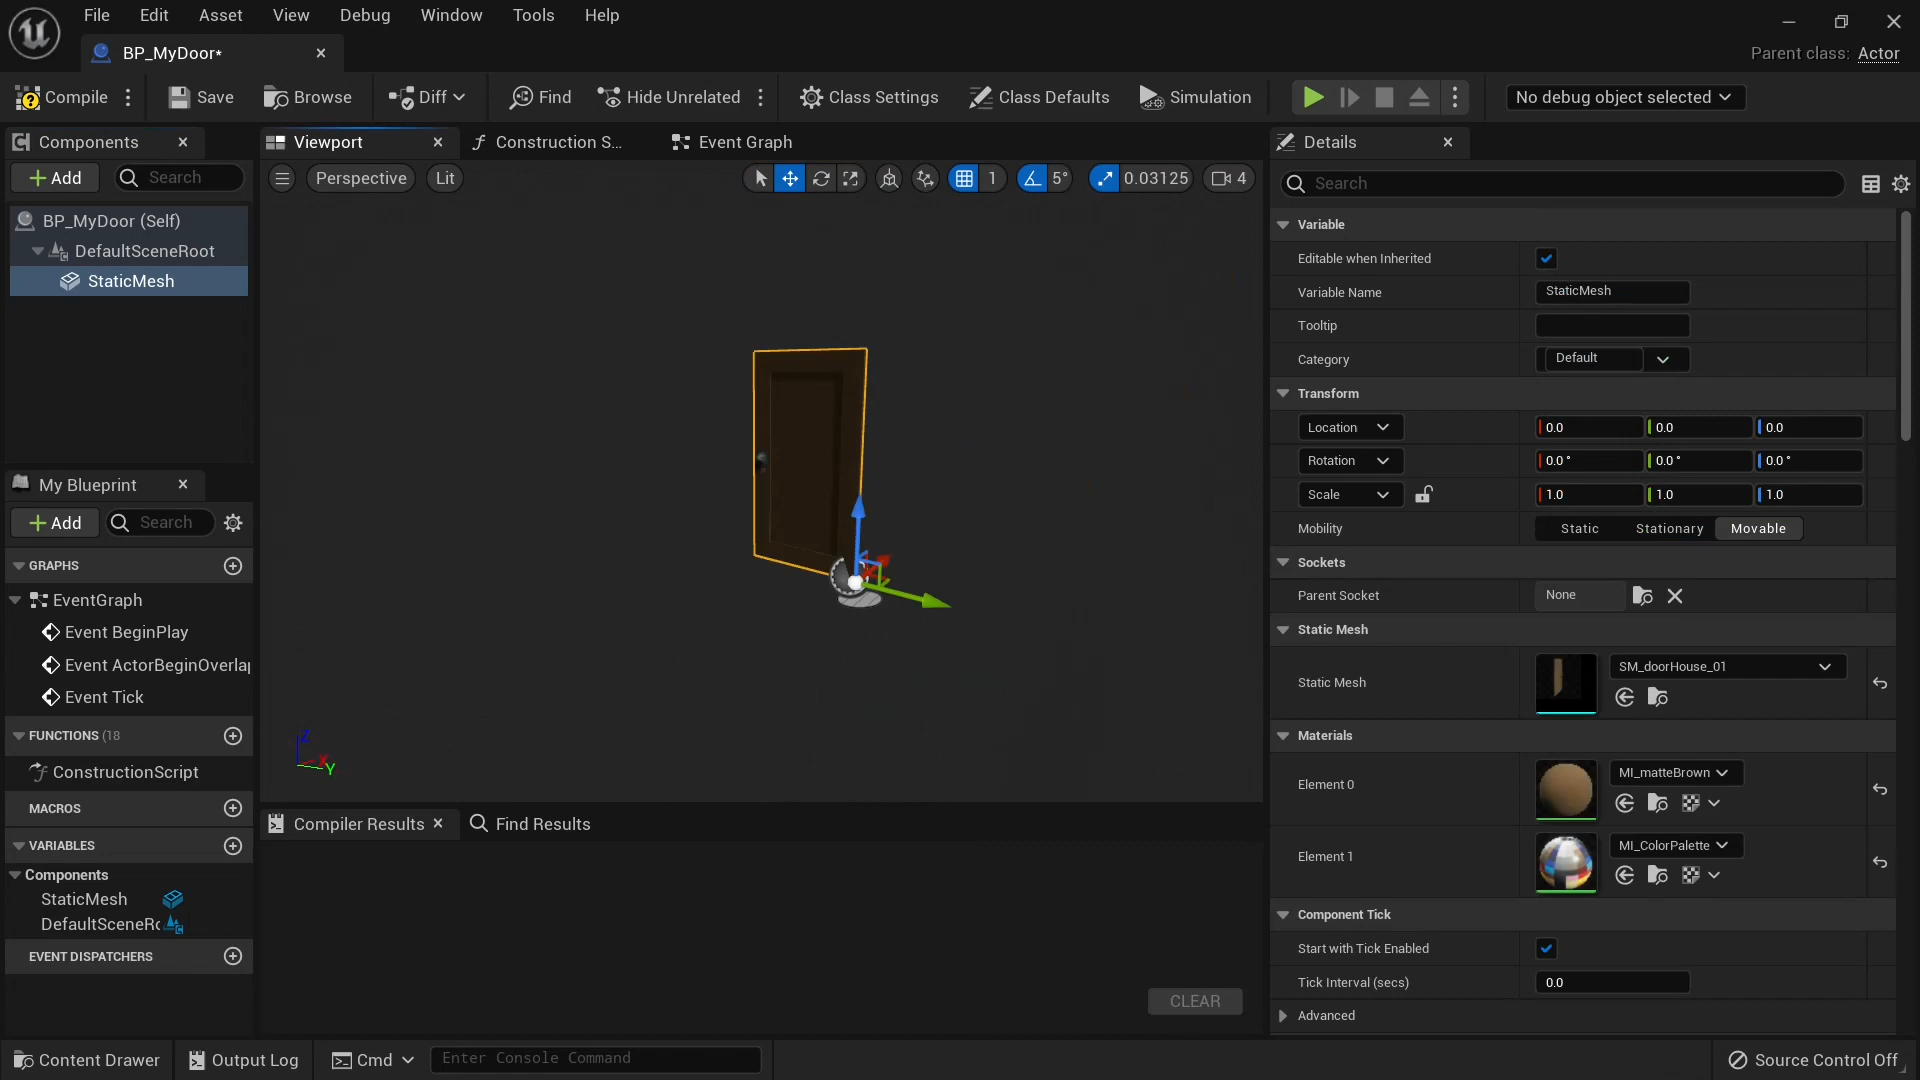 File Edit Asset View Debug Window Tools Help
BP_MyDoor*
Parent class: Actor
Compile Save Browse Diff Find Hide Unrelated Class Settings Class Defaults Simulation No debug object selected
Components
Add Search
BP_MyDoor (Self)
DefaultSceneRoot
StaticMesh
My Blueprint
Add Search
GRAPHS
EventGraph
Event BeginPlay
Event ActorBeginOverla
Event Tick
FUNCTIONS (18
ConstructionScript
MACROS
VARIABLES
Components
StaticMesh
DefaultSceneRo
EVENT DISPATCHERS
Viewport Construction S... Event Graph
Perspective Lit 1 5° 0.03125 4
Z
X
Y
Compiler Results Find Results
CLEAR
Details
Search
Variable
Editable when Inherited
Variable Name StaticMesh
Tooltip
Category Default
Transform
Location 0.0 0.0 0.0
Rotation 0.0 ° 0.0 ° 0.0 °
Scale 1.0 1.0 1.0
Mobility Static Stationary Movable
Sockets
Parent Socket None
Static Mesh
Static Mesh SM_doorHouse_01
Materials
Element 0 MI_matteBrown
Element 1 MI_ColorPalette
Component Tick
Start with Tick Enabled
Tick Interval (secs) 0.0
Advanced
Content Drawer Output Log Cmd Enter Console Command Source Control Off